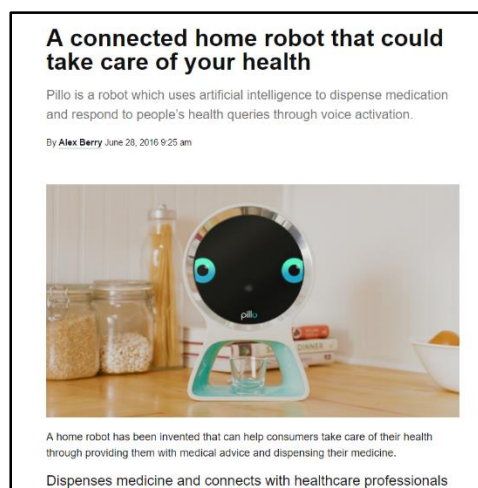 A connected home robot that could
take care of your health
Pillo is a robot which uses artificial intelligence to dispense medication
and respond to people's health queries through voice activation.
By Alex Berry June 28, 2016 9:25 am
pillo
DINNER
A home robot has been invented that can help consumers take care of their health
through providing them with medical advice and dispensing their medicine.
Dispenses medicine and connects with healthcare professionals